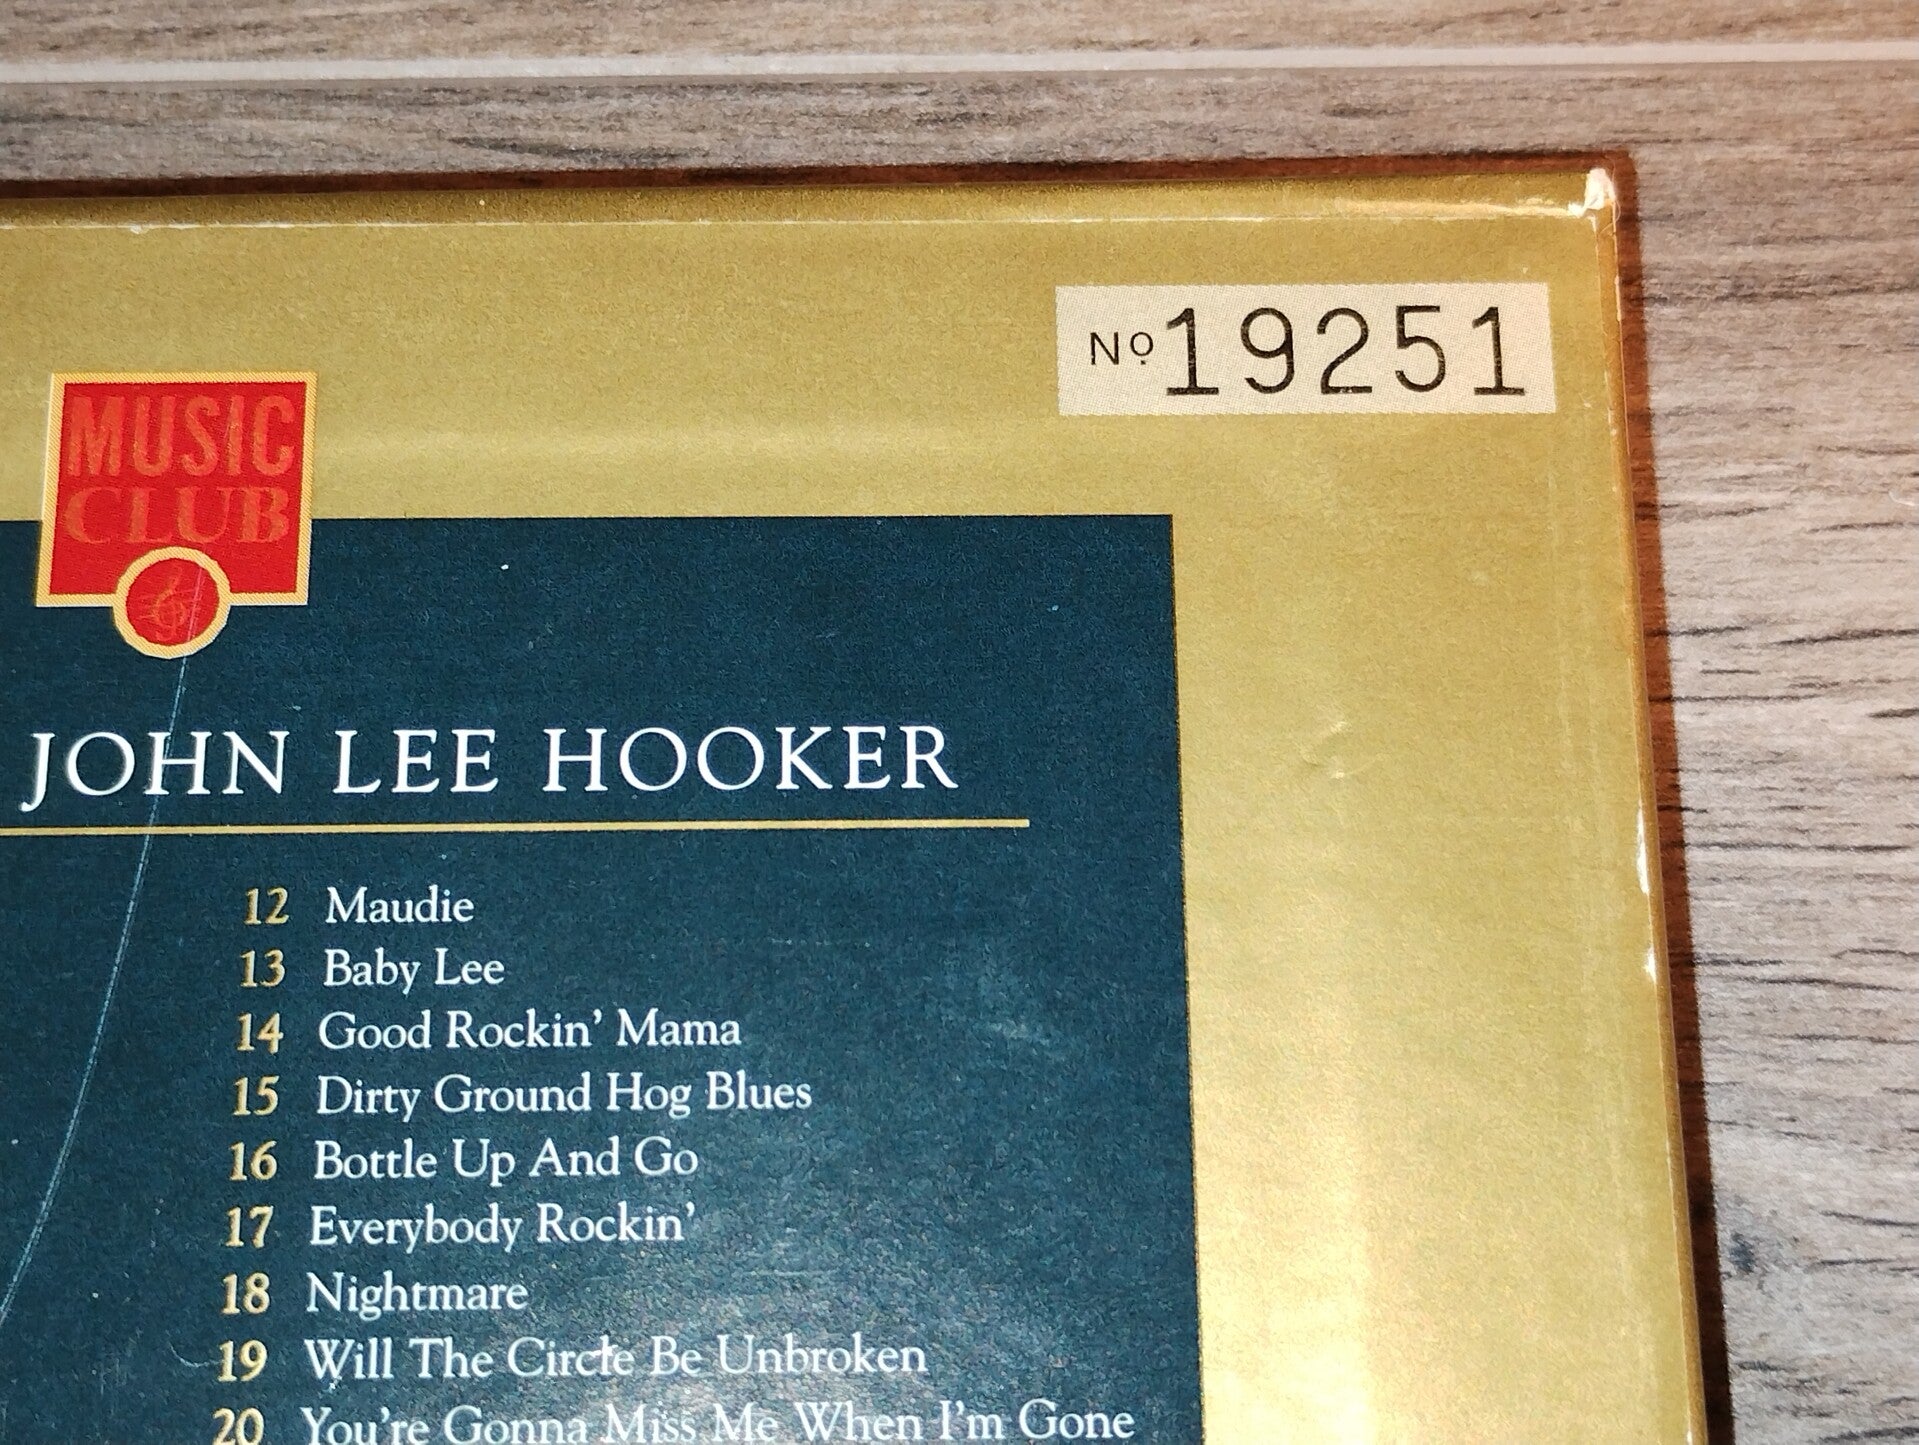 Nº 19251
MUSIC
CLUB
JOHN LEE HOOKER
12 Maudie
13 Baby Lee
14 Good Rockin’ Mama
15 Dirty Ground Hog Blues
16 Bottle Up And Go
17 Everybody Rockin’
18 Nightmare
19 Will The Circle Be Unbroken
20 You’re Gonna Miss Me When I’m Gone